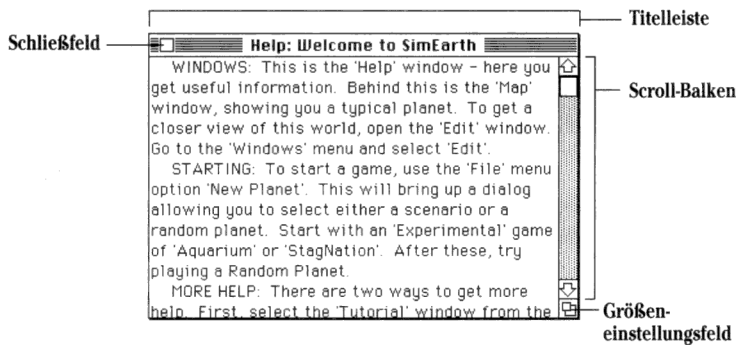 Titelleiste
Schließfeld
Help: Welcome to SimEarth
Scroll-Balken
WINDOWS: This is the 'Help' window - here you
get useful information. Behind this is the 'Map'
window, showing you a typical planet. To get a
closer view of this world, open the 'Edit' window.
Go to the 'Windows' menu and select 'Edit'.
STARTING: To start a game, use the 'File' menu
option 'New Planet'. This will bring up a dialog
allowing you to select either a scenario or a
random planet. Start with an 'Experimental' game
of 'Aquarium' or 'StagNation'. After these, try
playing a Random Planet.
MORE HELP: There are two ways to get more
help. First, select the 'Tutorial' window from the
Größen-
einstellungsfeld